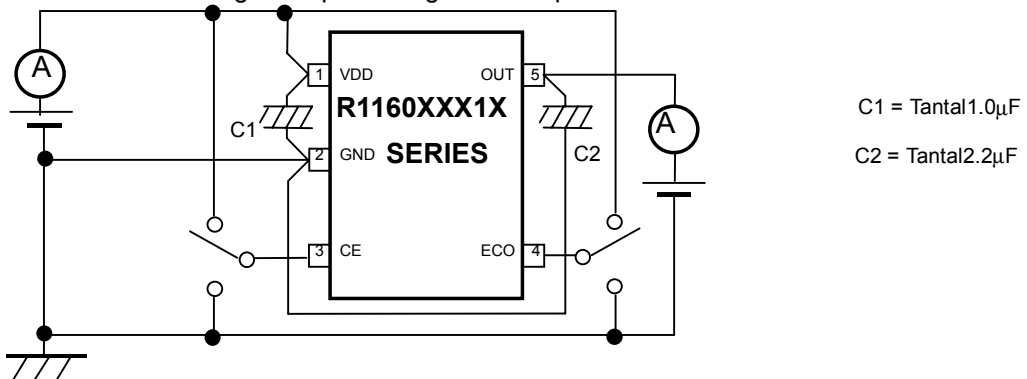 A
1 VDD OUT 5
R1160XXX1X
C1
A
C1 = Tantal1.0μF
2 GND SERIES
C2
C2 = Tantal2.2μF
3 CE ECO 4